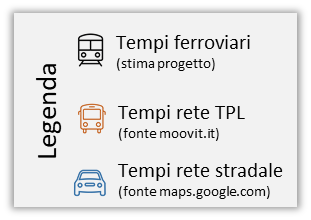 Legenda
Tempi ferroviari
(stima progetto)
Tempi rete TPL
(fonte moovit.it)
Tempi rete stradale
(fonte maps.google.com)